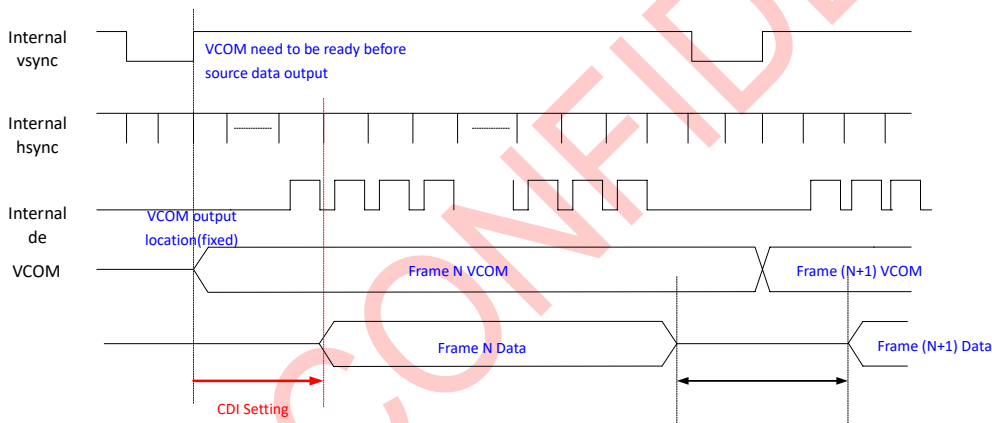 Internal
vsync
VCOM need to be ready before
source data output
Internal
hsync
Internal
de
VCOM output
location(fixed)
VCOM
Frame N VCOM
Frame (N+1) VCOM
Frame N Data
Frame (N+1) Data
CDI Setting
CONFIDE